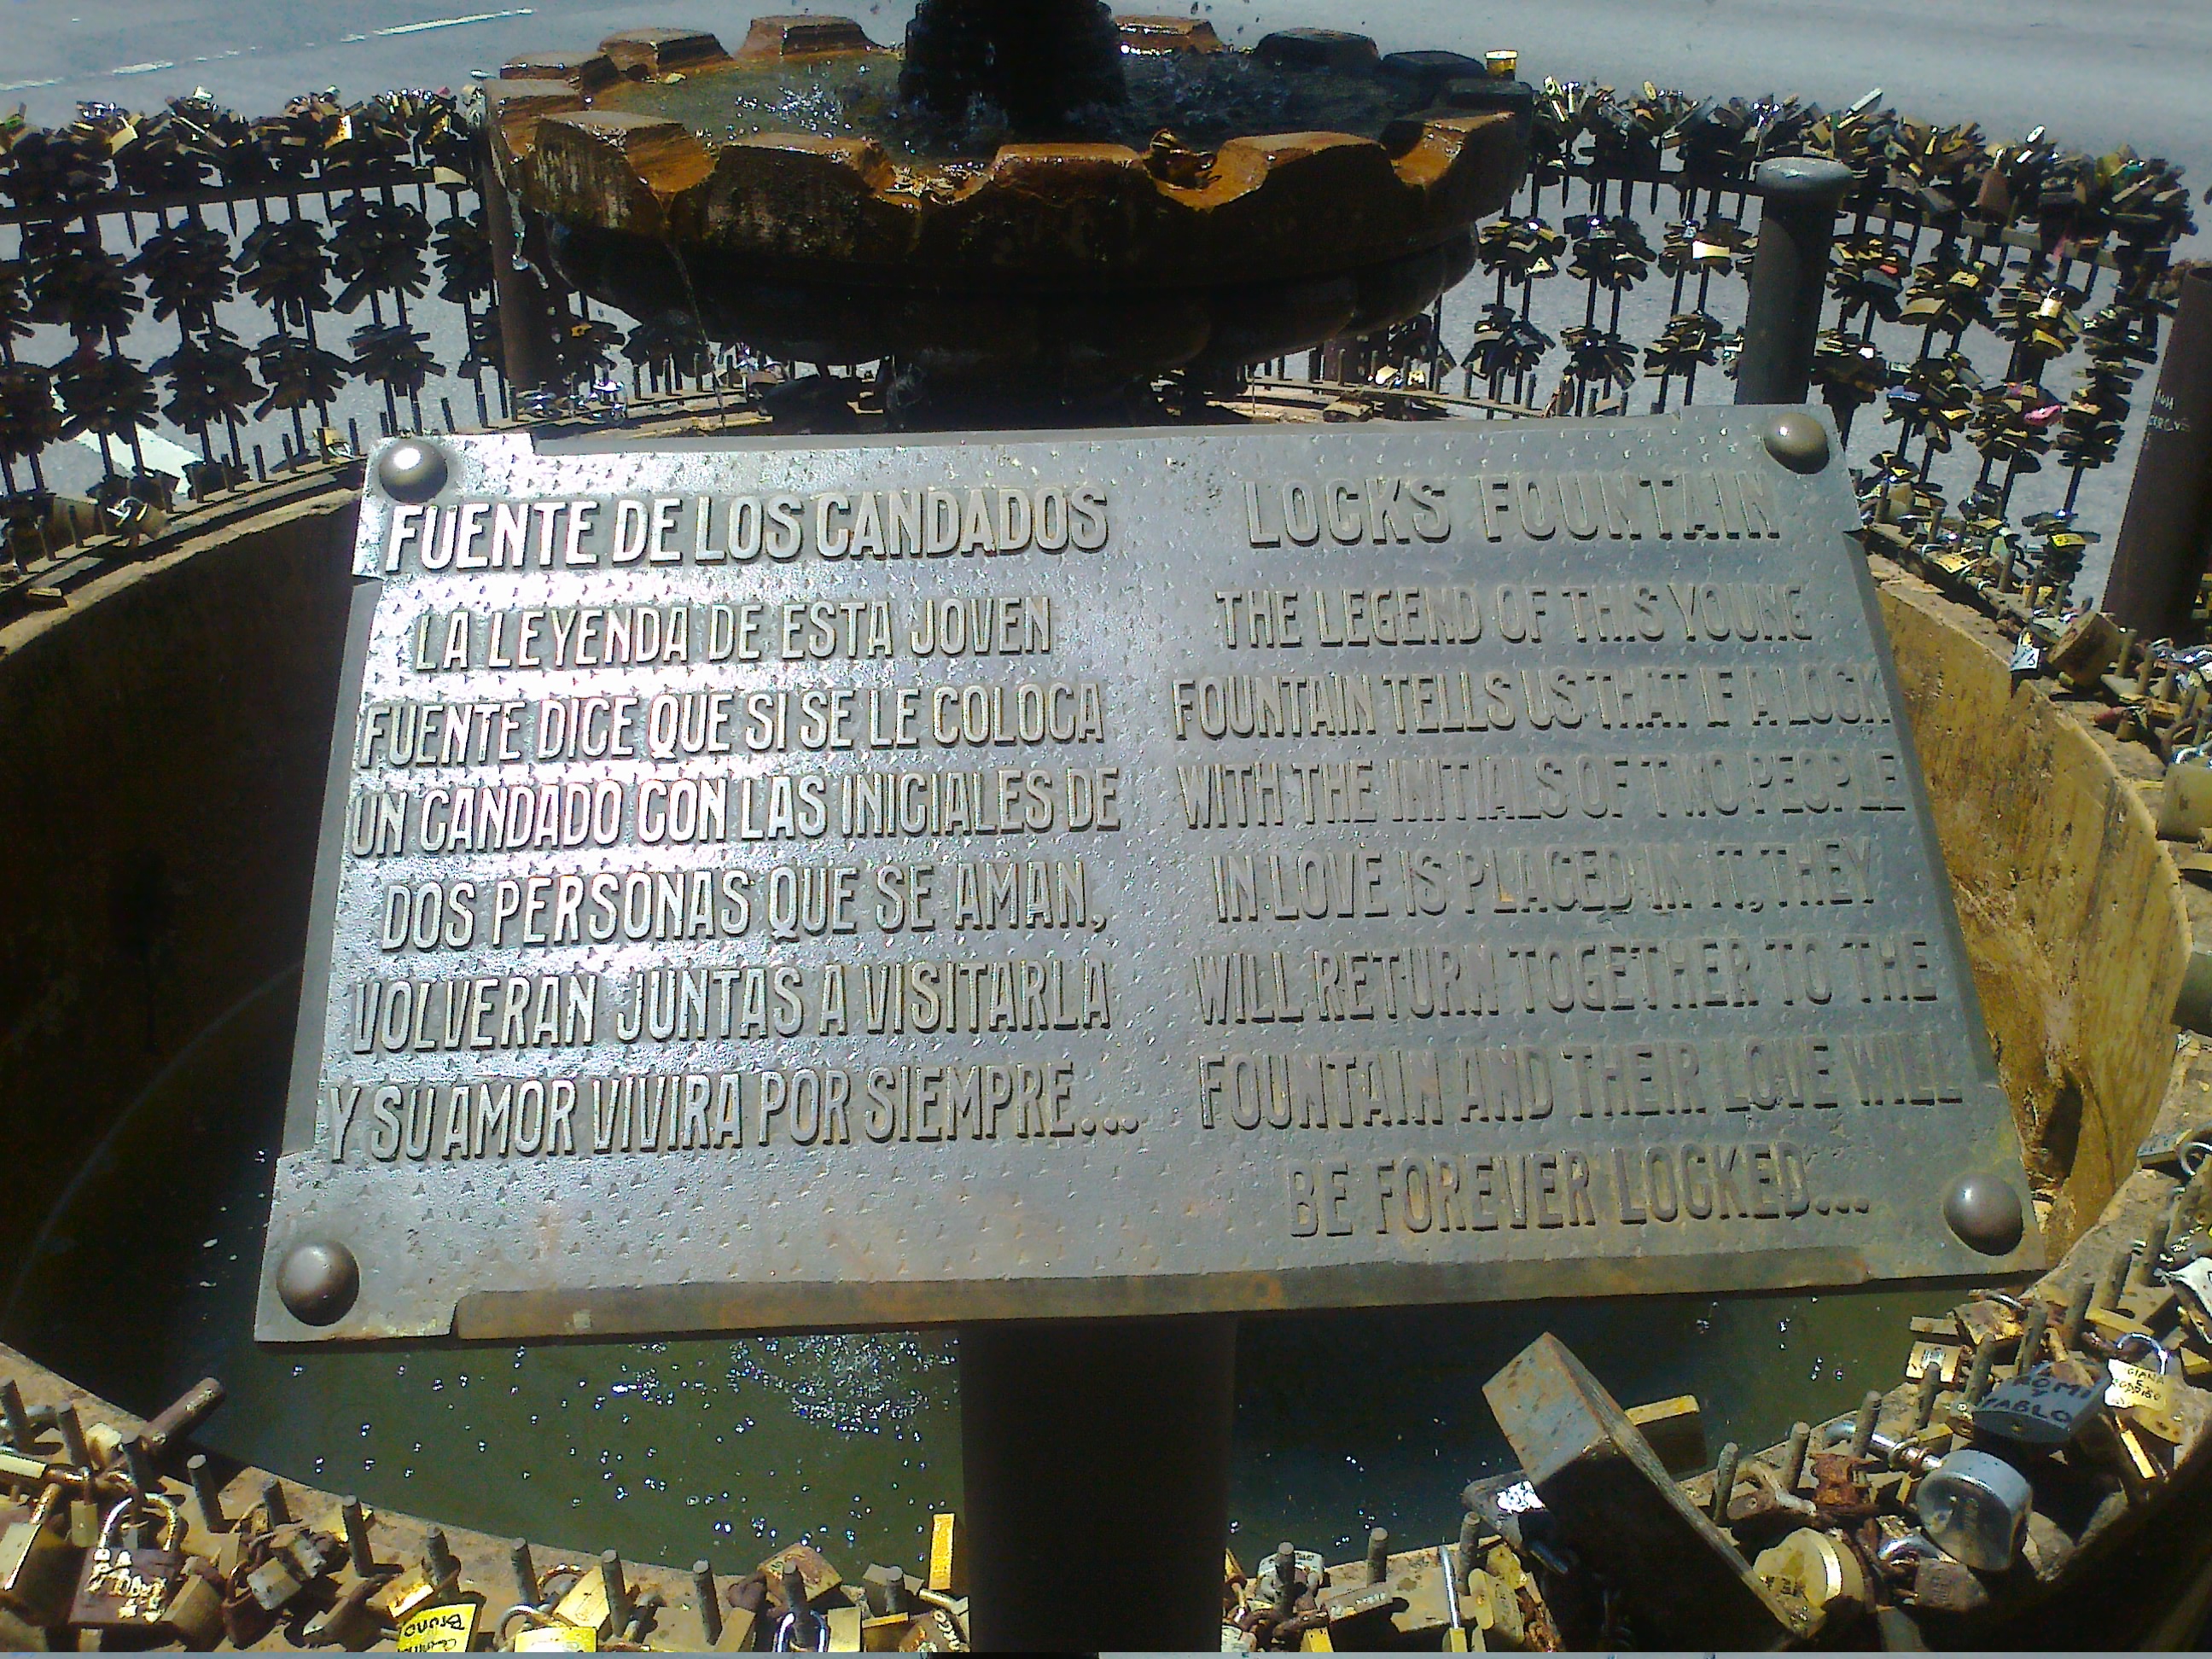 FUENTE DE LOS CANDADOS
LA LEYENDA DE ESTA JOVEN
FUENTE DICE QUE SI SE LE COLOCA
UN CANDADO CON LAS INICIALES DE
DOS PERSONAS QUE SE AMAN,
VOLVERAN JUNTAS A VISITARLA
Y SU AMOR VIVIRA POR SIEMPRE...
LOCKS FOUNTAIN
THE LEGEND OF THIS YOUNG
FOUNTAIN TELLS US THAT IF A LOCK
WITH THE INITIALS OF TWO PEOPLE
IN LOVE IS PLACED IN IT, THEY
WILL RETURN TOGETHER TO THE
FOUNTAIN AND THEIR LOVE WILL
BE FOREVER LOCKED...
Bruno
PABLO